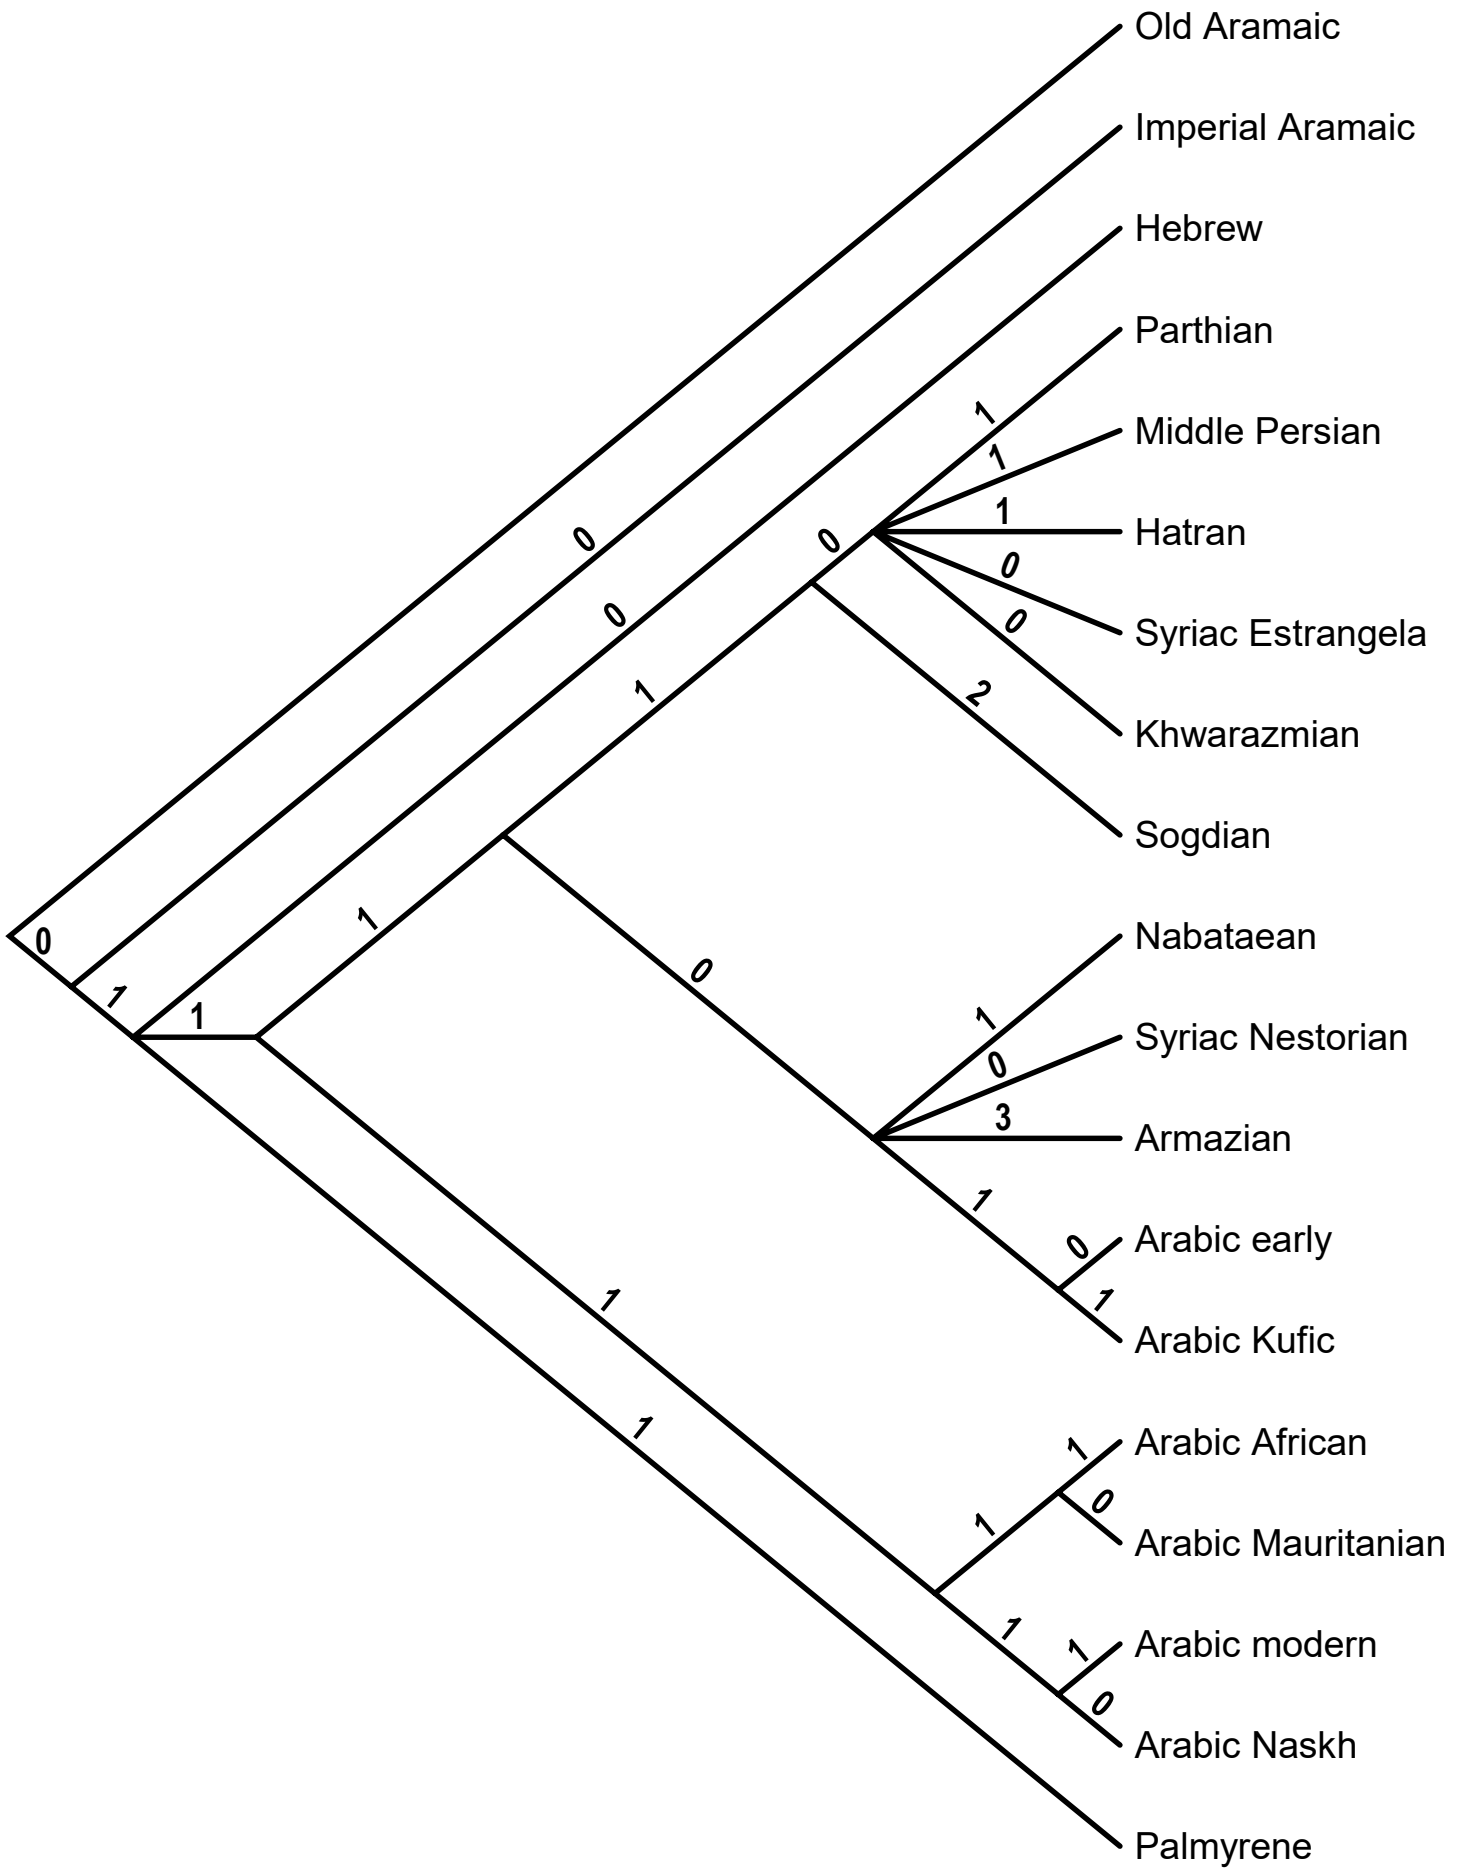 Old Aramaic
Imperial Aramaic
Hebrew
Parthian
1
Middle Persian
1
Hatran
1
0
0
Syriac Estrangela
0
0
0
Khwarazmian
1
2
Sogdian
Nabataean
1
0
0
1
Syriac Nestorian
1
1
0
Armazian
3
Arabic early
1
0
Arabic Kufic
1
1
Arabic African
1
1
Arabic Mauritanian
1
0
Arabic modern
1
1
Arabic Naskh
0
Palmyrene